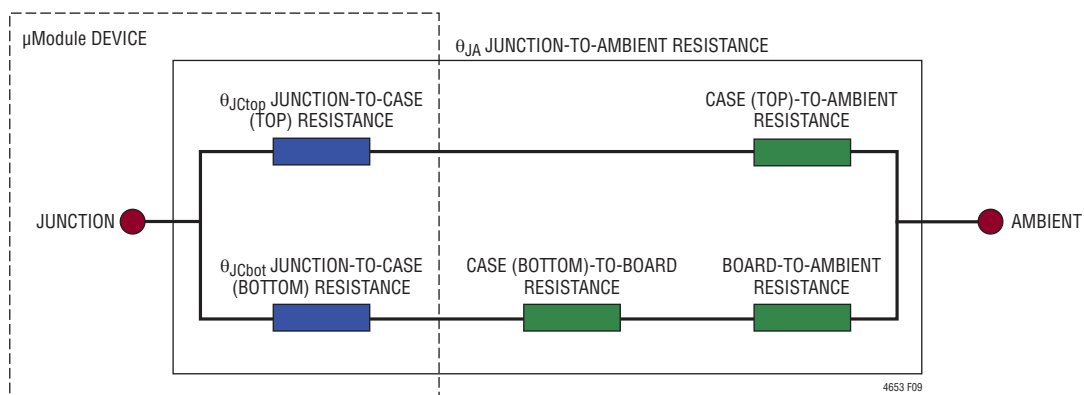 µModule DEVICE
θJA JUNCTION-TO-AMBIENT RESISTANCE
θJCtop JUNCTION-TO-CASE
(TOP) RESISTANCE
CASE (TOP)-TO-AMBIENT
RESISTANCE
JUNCTION
AMBIENT
θJCbot JUNCTION-TO-CASE
(BOTTOM) RESISTANCE
CASE (BOTTOM)-TO-BOARD
RESISTANCE
BOARD-TO-AMBIENT
RESISTANCE
4653 F09